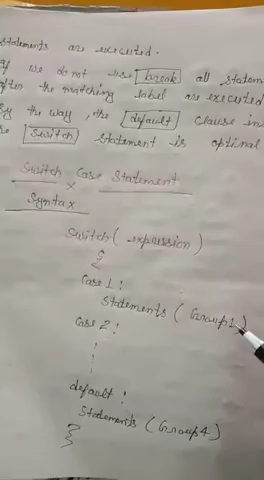 statements are executed.
If we do not use break all statem
after the matching label are executed
By the way, the default clause in
switch statement is optional
Switch Case Statement
Syntax
Switch (expression)
{
Case 1:
Statements (Group1)
Case 2:
default:
Statements (Group4)
}